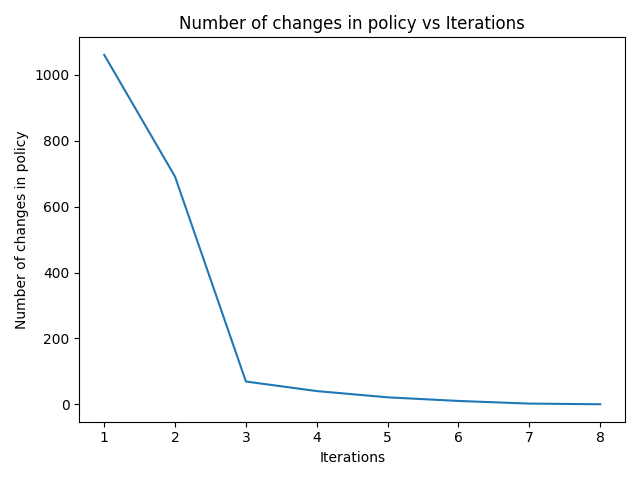 Number of changes in policy vs Iterations
Number of changes in policy
1000
800
600
400
200
0
1 2 3 4 5 6 7 8
Iterations